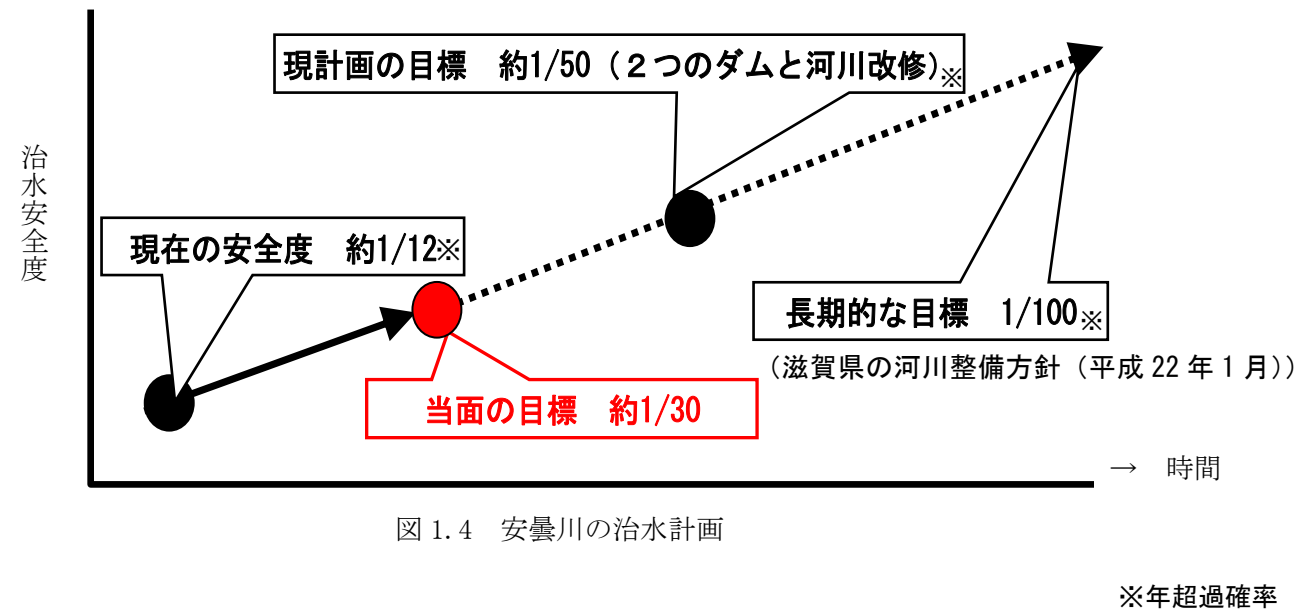 現計画の目標　約1/50（２つのダムと河川改修）※
治水安全度
現在の安全度　約1/12※
長期的な目標　1/100※
（滋賀県の河川整備方針（平成 22 年 1 月））
当面の目標　約1/30
→　時間
図 1.4　安曇川の治水計画
※年超過確率